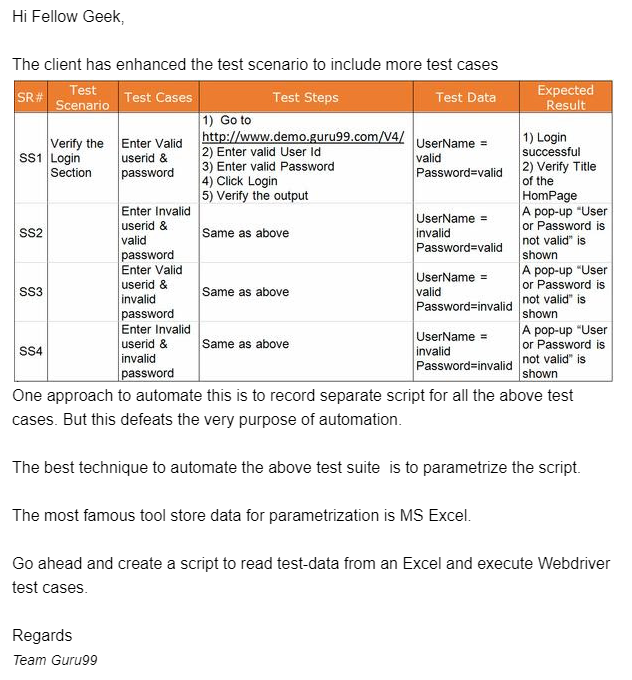 Hi Fellow Geek,
The client has enhanced the test scenario to include more test cases
SR# Test Scenario Test Cases Test Steps Test Data Expected Result
SS1 Verify the Login Section Enter Valid userid & password 1) Go to http://www.demo.guru99.com/V4/ 2) Enter valid User Id 3) Enter valid Password 4) Click Login 5) Verify the output UserName = valid Password=valid 1) Login successful 2) Verify Title of the HomPage
SS2 Enter Invalid userid & valid password Same as above UserName = invalid Password=valid A pop-up "User or Password is not valid" is shown
SS3 Enter Valid userid & invalid password Same as above UserName = valid Password=invalid A pop-up "User or Password is not valid" is shown
SS4 Enter Invalid userid & invalid password Same as above UserName = invalid Password=invalid A pop-up "User or Password is not valid" is shown
One approach to automate this is to record separate script for all the above test
cases. But this defeats the very purpose of automation.
The best technique to automate the above test suite is to parametrize the script.
The most famous tool store data for parametrization is MS Excel.
Go ahead and create a script to read test-data from an Excel and execute Webdriver
test cases.
Regards
Team Guru99